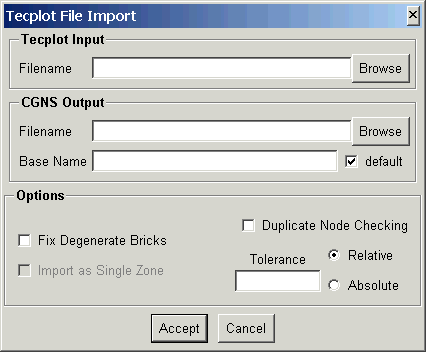 Tecplot File Import
Tecplot Input
Filename Browse
CGNS Output
Filename Browse
Base Name default
Options
Duplicate Node Checking
Fix Degenerate Bricks
Tolerance Relative
Import as Single Zone
Absolute
Accept Cancel